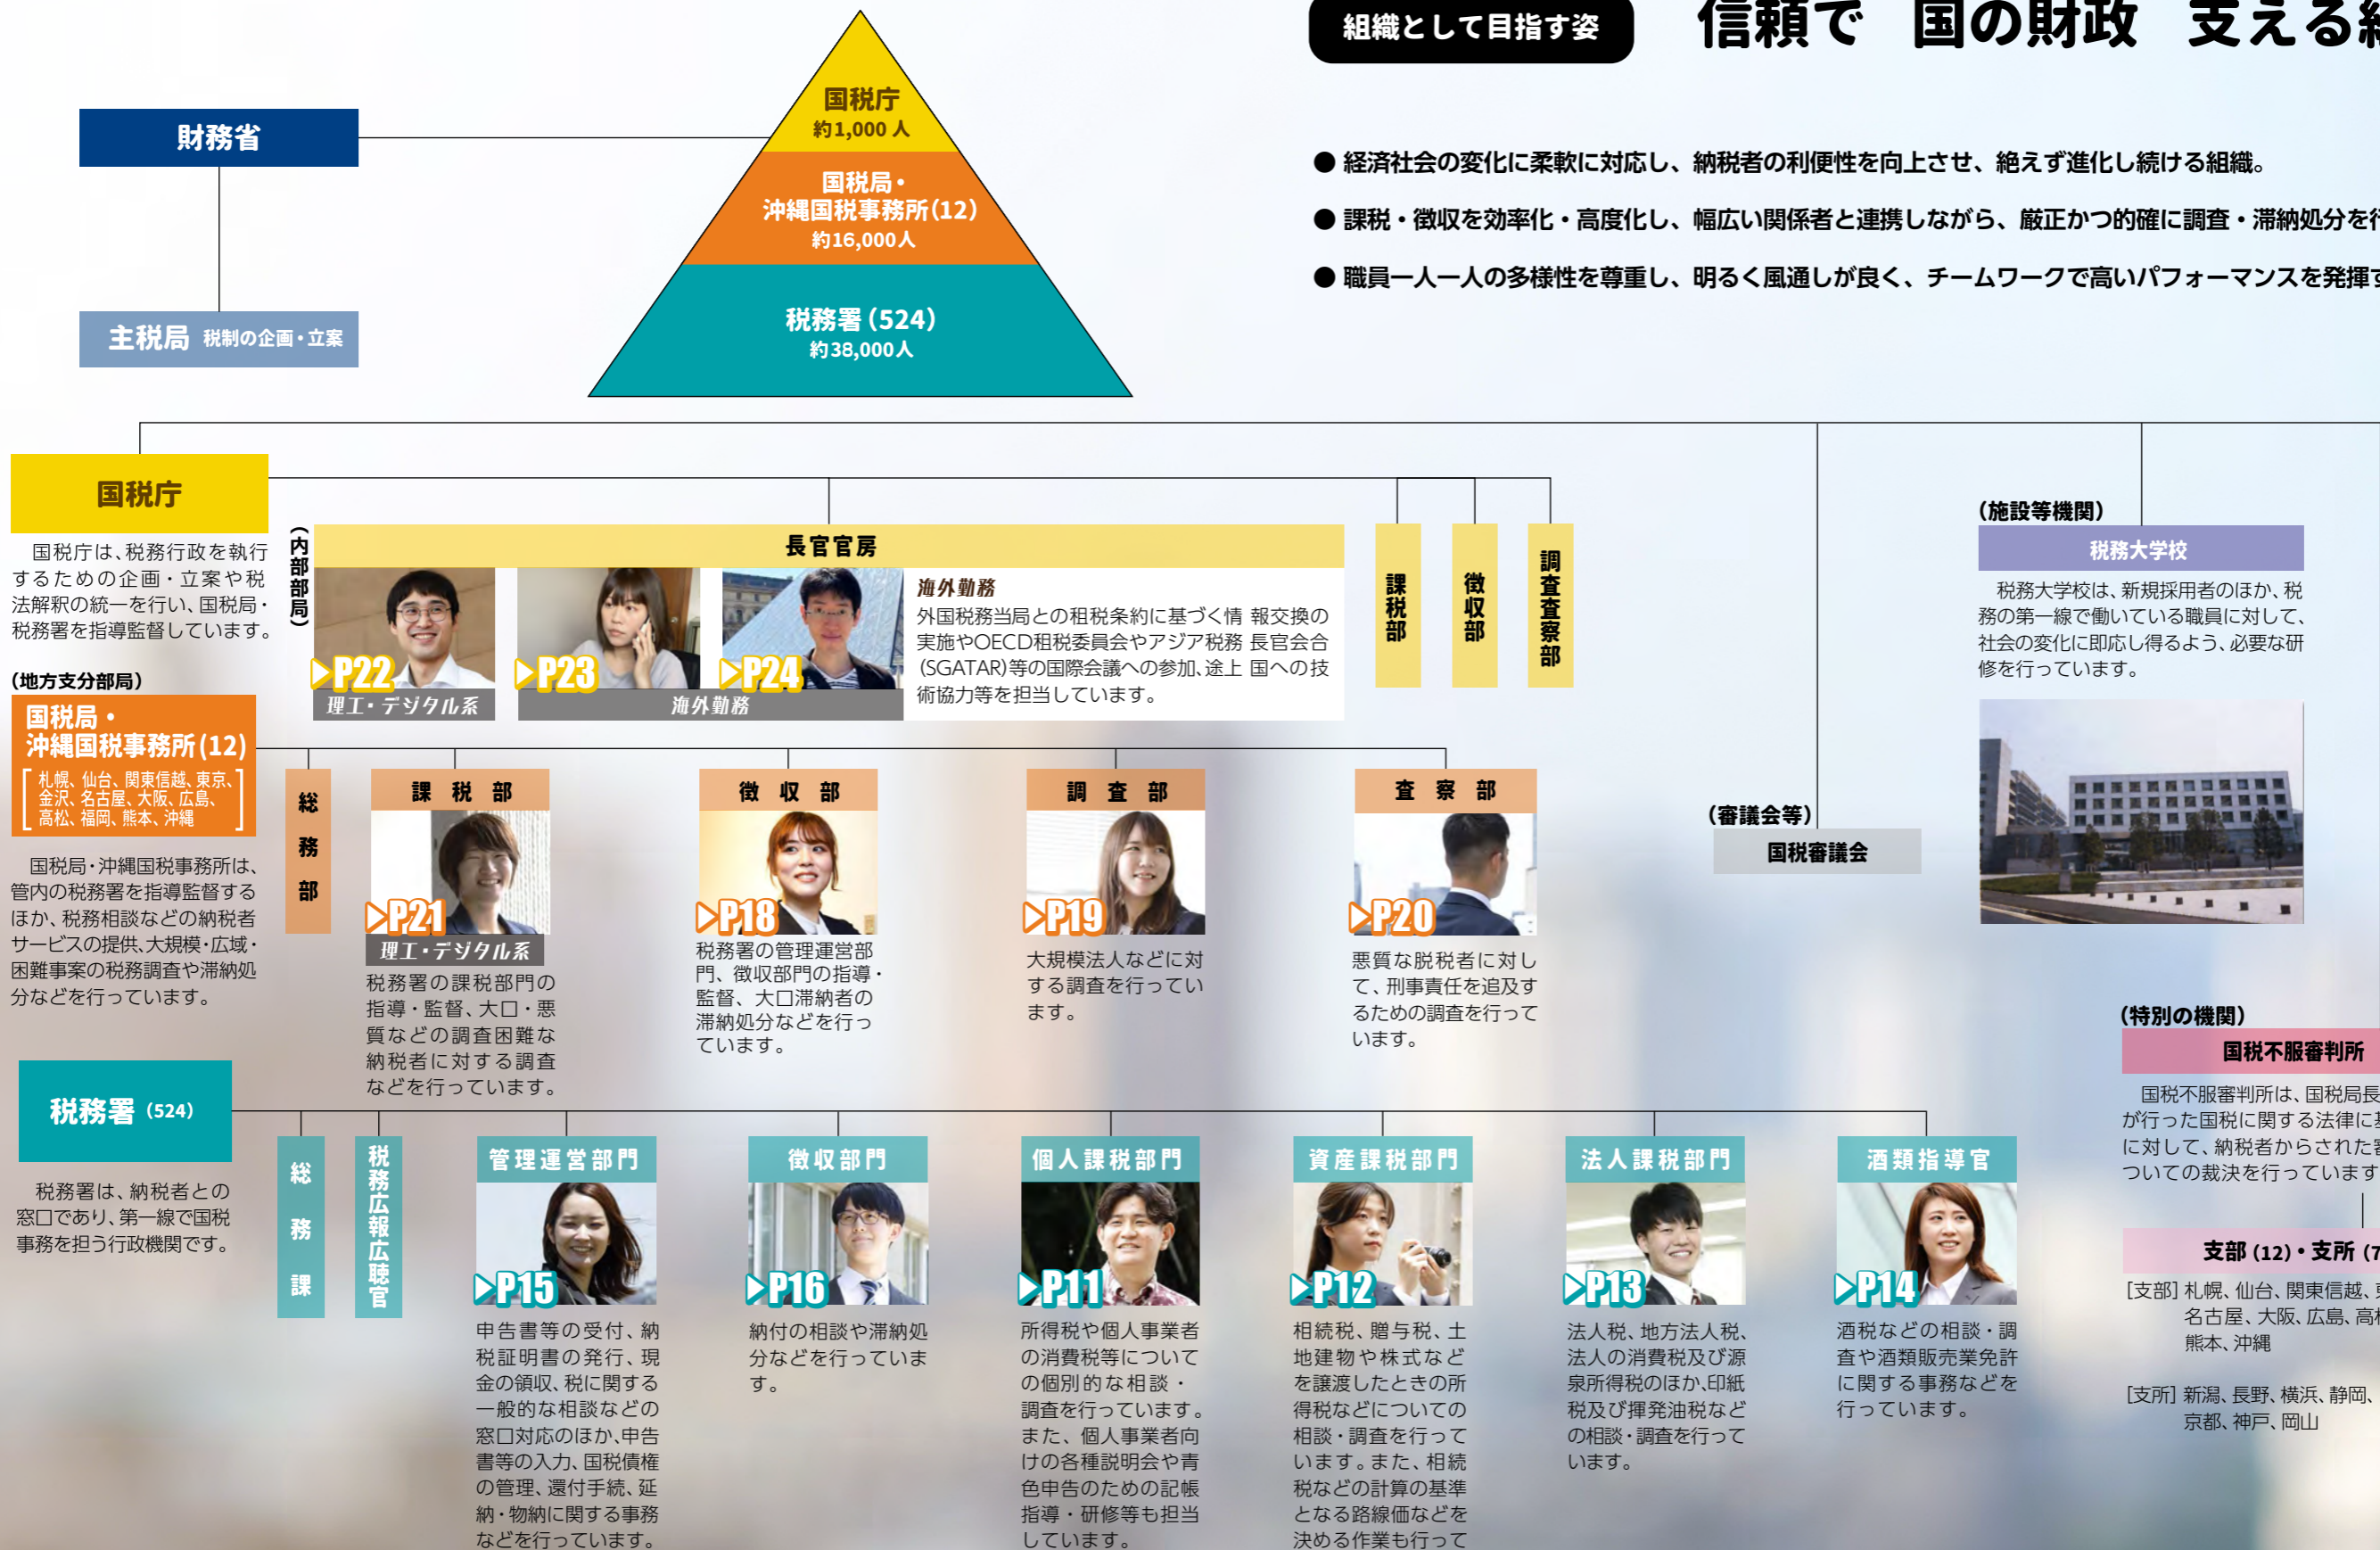 組織として目指す姿
信頼で 国の財政 支える
国税庁
約1,000 人
財務省
国税局・
沖縄国税事務所(12)
約16,000人
税務署(524)
約38,000人
主税局 税制の企画・立案
● 経済社会の変化に柔軟に対応し、納税者の利便性を向上させ、絶えず進化し続ける組織。
● 課税・徴収を効率化・高度化し、幅広い関係者と連携しながら、厳正かつ的確に調査・滞納処分を行
● 職員一人一人の多様性を尊重し、明るく風通しが良く、チームワークで高いパフォーマンスを発揮す
国税庁
国税庁は、税務行政を執行
するための企画・立案や税
法解釈の統一を行い、国税局・
税務署を指導監督しています。
(内部部局)
長官官房
▷P22
理工・デジタル系
▷P23
▷P24
海外勤務
海外勤務
外国税務当局との租税条約に基づく情 報交換の
実施やOECD租税委員会やアジア税務 長官会合
(SGATAR)等の国際会議への参加、途上 国への技
術協力等を担当しています。
課税部
徴収部
調査査察部
(地方支分部局)
国税局・
沖縄国税事務所(12)
札幌、仙台、関東信越、東京、
金沢、名古屋、大阪、広島、
高松、福岡、熊本、沖縄
国税局・沖縄国税事務所は、
管内の税務署を指導監督する
ほか、税務相談などの納税者
サービスの提供、大規模・広域・
困難事案の税務調査や滞納処
分などを行っています。
総務部
課税部
▷P21
理工・デジタル系
税務署の課税部門の
指導・監督、大口・悪
質などの調査困難な
納税者に対する調査
などを行っています。
徴収部
▷P18
税務署の管理運営部
門、徴収部門の指導・
監督、大口滞納者の
滞納処分などを行っ
ています。
調査部
▷P19
大規模法人などに対
する調査を行ってい
ます。
査察部
▷P20
悪質な脱税者に対し
て、刑事責任を追及す
るための調査を行って
います。
(審議会等)
国税審議会
(施設等機関)
税務大学校
税務大学校は、新規採用者のほか、税
務の第一線で働いている職員に対して、
社会の変化に即応し得るよう、必要な研
修を行っています。
(特別の機関)
国税不服審判所
国税不服審判所は、国税局長
が行った国税に関する法律に
に対して、納税者からされた
ついての裁決を行っています
支部 (12)・支所 (7
[支部] 札幌、仙台、関東信越、
名古屋、大阪、広島、高
熊本、沖縄
[支所] 新潟、長野、横浜、静岡、
京都、神戸、岡山
税務署 (524)
税務署は、納税者との
窓口であり、第一線で国税
事務を担う行政機関です。
総務課
税務広報広聴官
管理運営部門
▷P15
申告書等の受付、納
税証明書の発行、現
金の領収、税に関する
一般的な相談などの
窓口対応のほか、申告
書等の入力、国税債権
の管理、還付手続、延
納・物納に関する事務
などを行っています。
徴収部門
▷P16
納付の相談や滞納処
分などを行っていま
す。
個人課税部門
▷P11
所得税や個人事業者
の消費税等について
の個別的な相談・
調査を行っています。
また、個人事業者向
けの各種説明会や青
色申告のための記帳
指導・研修等も担当
しています。
資産課税部門
▷P12
相続税、贈与税、土
地建物や株式など
を譲渡したときの所
得税などについての
相談・調査を行って
います。また、相続
税などの計算の基準
となる路線価などを
決める作業も行って
法人課税部門
▷P13
法人税、地方法人税、
法人の消費税及び源
泉所得税のほか、印紙
税及び揮発油税など
の相談・調査を行って
います。
酒類指導官
▷P14
酒税などの相談・調
査や酒類販売業免許
に関する事務などを
行っています。